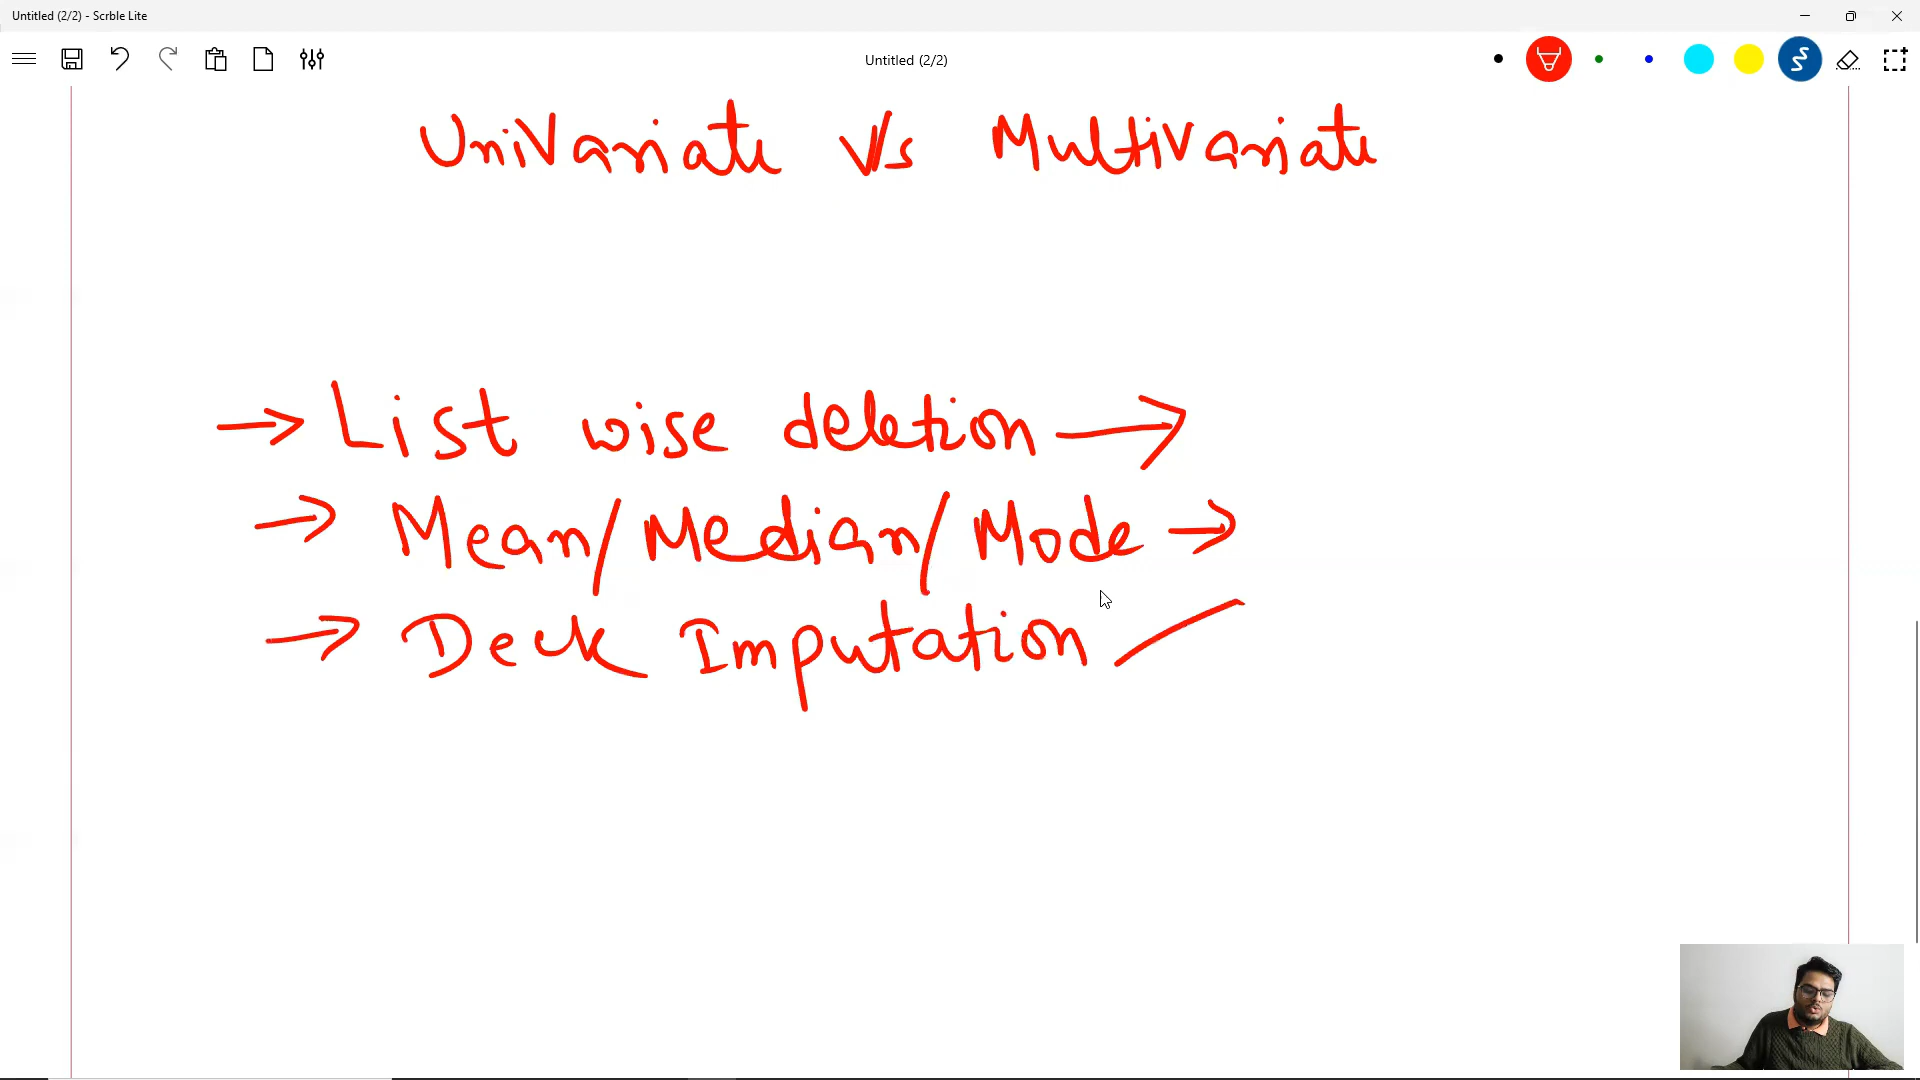 Untitled (2/2) - Scrble Lite
Untitled (2/2)
UniVariate V/s MultiVariate
→ List wise deletion →
→ Mean/Median/Mode →
→ Deck Imputation